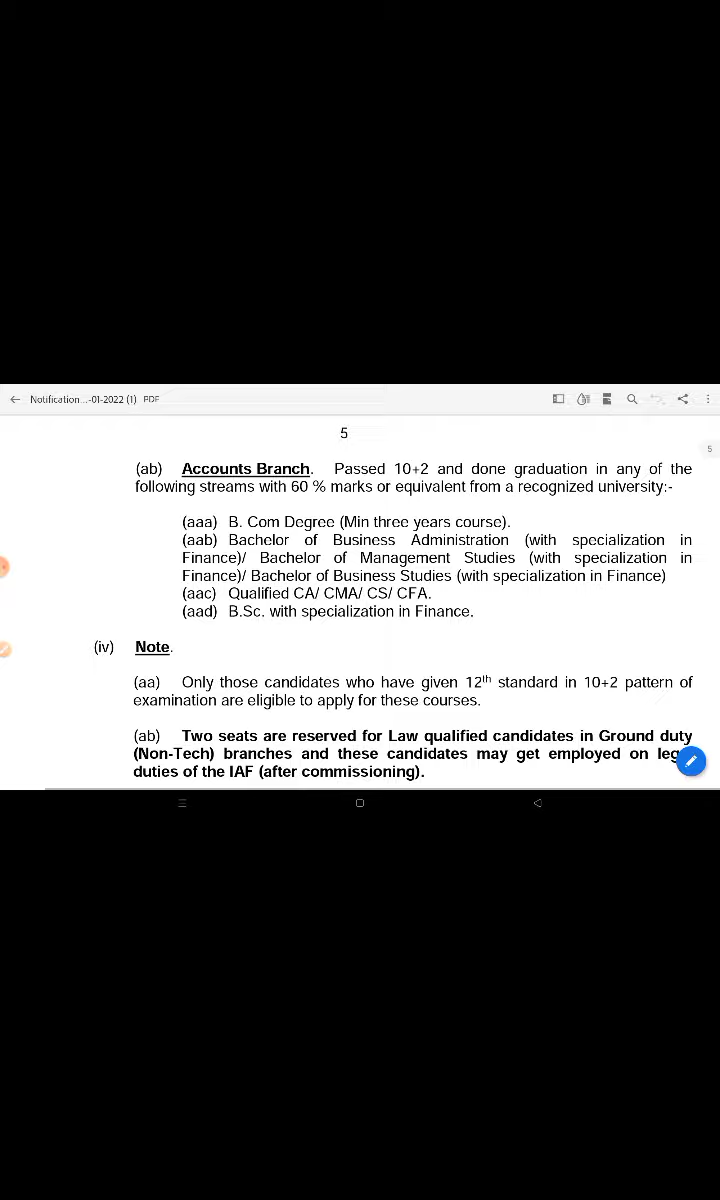 Notification...-01-2022 (1) PDF
5
5
(ab) Accounts Branch. Passed 10+2 and done graduation in any of the
following streams with 60 % marks or equivalent from a recognized university:-
(aaa) B. Com Degree (Min three years course).
(aab) Bachelor of Business Administration (with specialization in
Finance)/ Bachelor of Management Studies (with specialization in
Finance)/ Bachelor of Business Studies (with specialization in Finance)
(aac) Qualified CA/ CMA/ CS/ CFA.
(aad) B.Sc. with specialization in Finance.
(iv) Note.
(aa) Only those candidates who have given 12th standard in 10+2 pattern of
examination are eligible to apply for these courses.
(ab) Two seats are reserved for Law qualified candidates in Ground duty
(Non-Tech) branches and these candidates may get employed on
duties of the IAF (after commissioning).